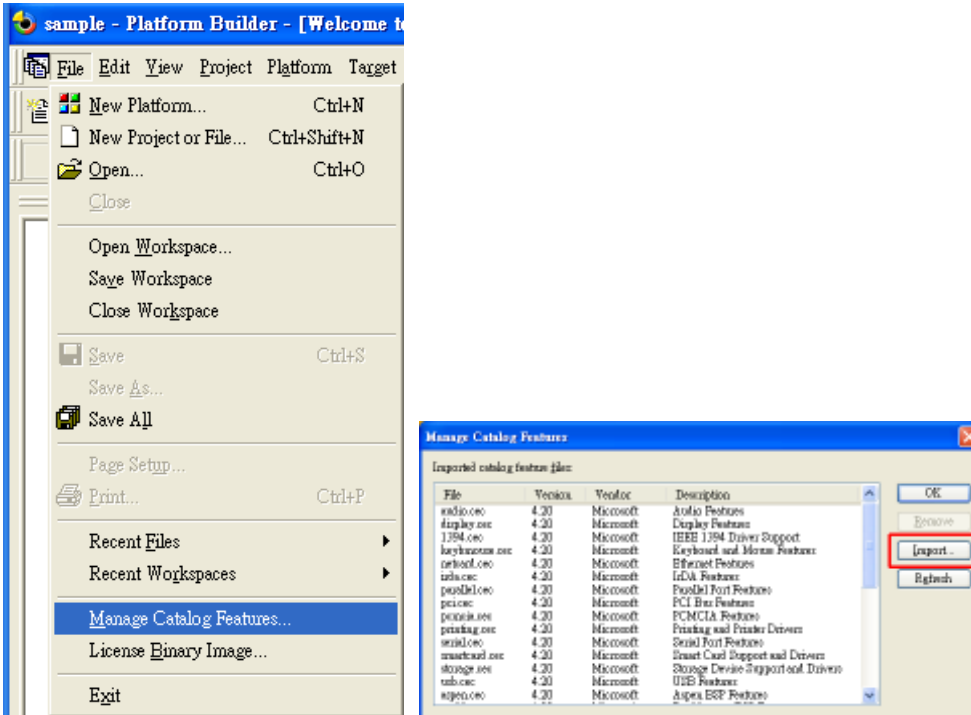 sample - Platform Builder - [Welcome t
File Edit View Project Platform Target
New Platform... Ctrl+N
New Project or File... Ctrl+Shift+N
Open... Ctrl+O
Close
Open Workspace...
Save Workspace
Close Workspace
Save Ctrl+S
Save As...
Save All
Page Setup...
Print... Ctrl+P
Recent Files
Recent Workspaces
Manage Catalog Features...
License Binary Image...
Exit
Manage Catalog Features
Imported catalog feature files:
File Version Vendor Description
audio.cec 4.20 Microsoft Audio Features
display.cec 4.20 Microsoft Display Features
1394.cec 4.20 Microsoft IEEE 1394 Driver Support
keybmouse.cec 4.20 Microsoft Keyboard and Mouse Features
netcard.cec 4.20 Microsoft Ethernet Features
irda.cec 4.20 Microsoft IrDA Features
parallel.cec 4.20 Microsoft Parallel Port Features
pci.cec 4.20 Microsoft PCI Bus Features
pcmcia.cec 4.20 Microsoft PCMCIA Features
printing.cec 4.20 Microsoft Printing and Printer Drivers
serial.cec 4.20 Microsoft Serial Port Features
smartcard.cec 4.20 Microsoft Smart Card Support and Drivers
storage.cec 4.20 Microsoft Storage Device Support and Drivers
usb.cec 4.20 Microsoft USB Features
aspen.cec 4.20 Microsoft Aspen BSP Features
OK
Remove
Import...
Refresh